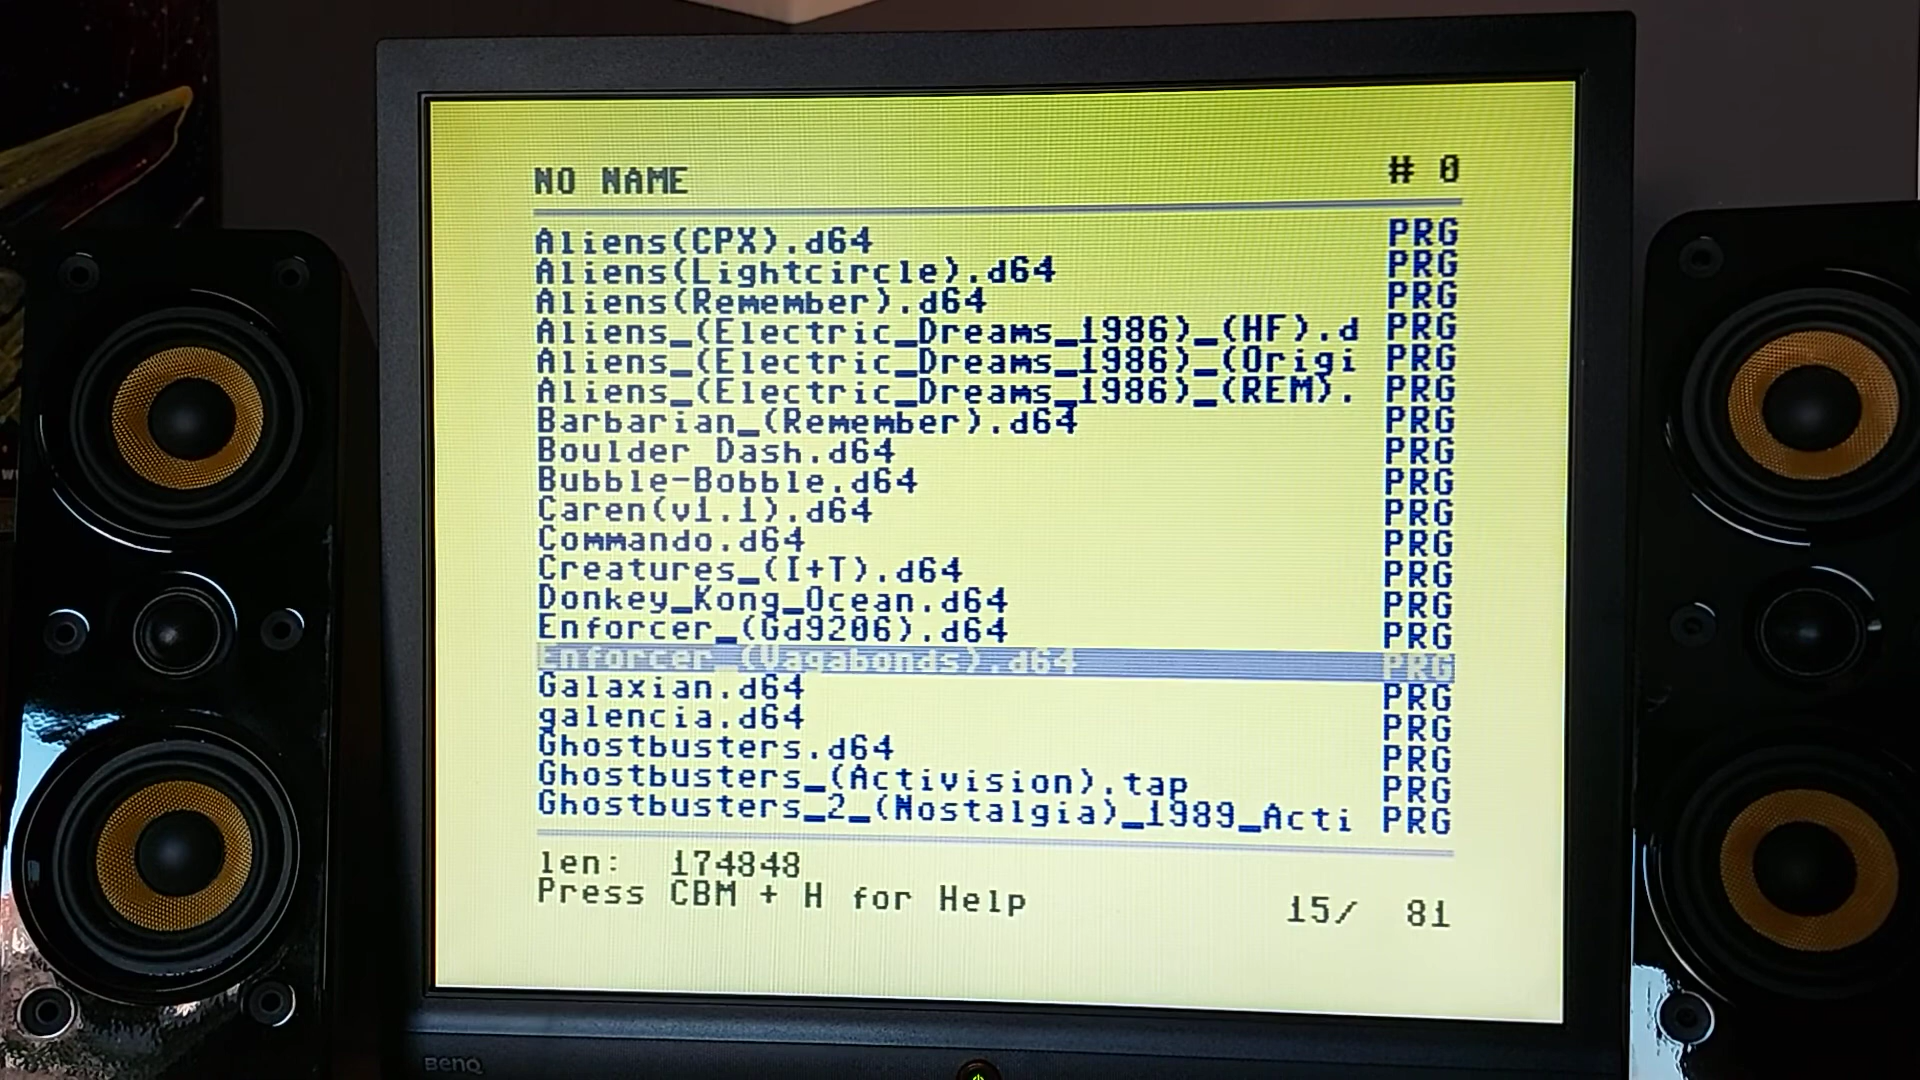 NO NAME # 0
Aliens(CPX).d64 PRG
Aliens(Lightcircle).d64 PRG
Aliens(Remember).d64 PRG
Aliens_(Electric_Dreams_1986)_(HF).d PRG
Aliens_(Electric_Dreams_1986)_(Origi PRG
Aliens_(Electric_Dreams_1986)_(REM). PRG
Barbarian_(Remember).d64 PRG
Boulder Dash.d64 PRG
Bubble-Bobble.d64 PRG
Caren(v1.1).d64 PRG
Commando.d64 PRG
Creatures_(I+T).d64 PRG
Donkey_Kong_Ocean.d64 PRG
Enforcer_(Gd9206).d64 PRG
Enforcer_(Vagabonds).d64 PRG
Galaxian.d64 PRG
galencia.d64 PRG
Ghostbusters.d64 PRG
Ghostbusters_(Activision).tap PRG
Ghostbusters_2_(Nostalgia)_1989_Acti PRG
len: 174848
Press CBM + H for Help 15/ 81
BenQ